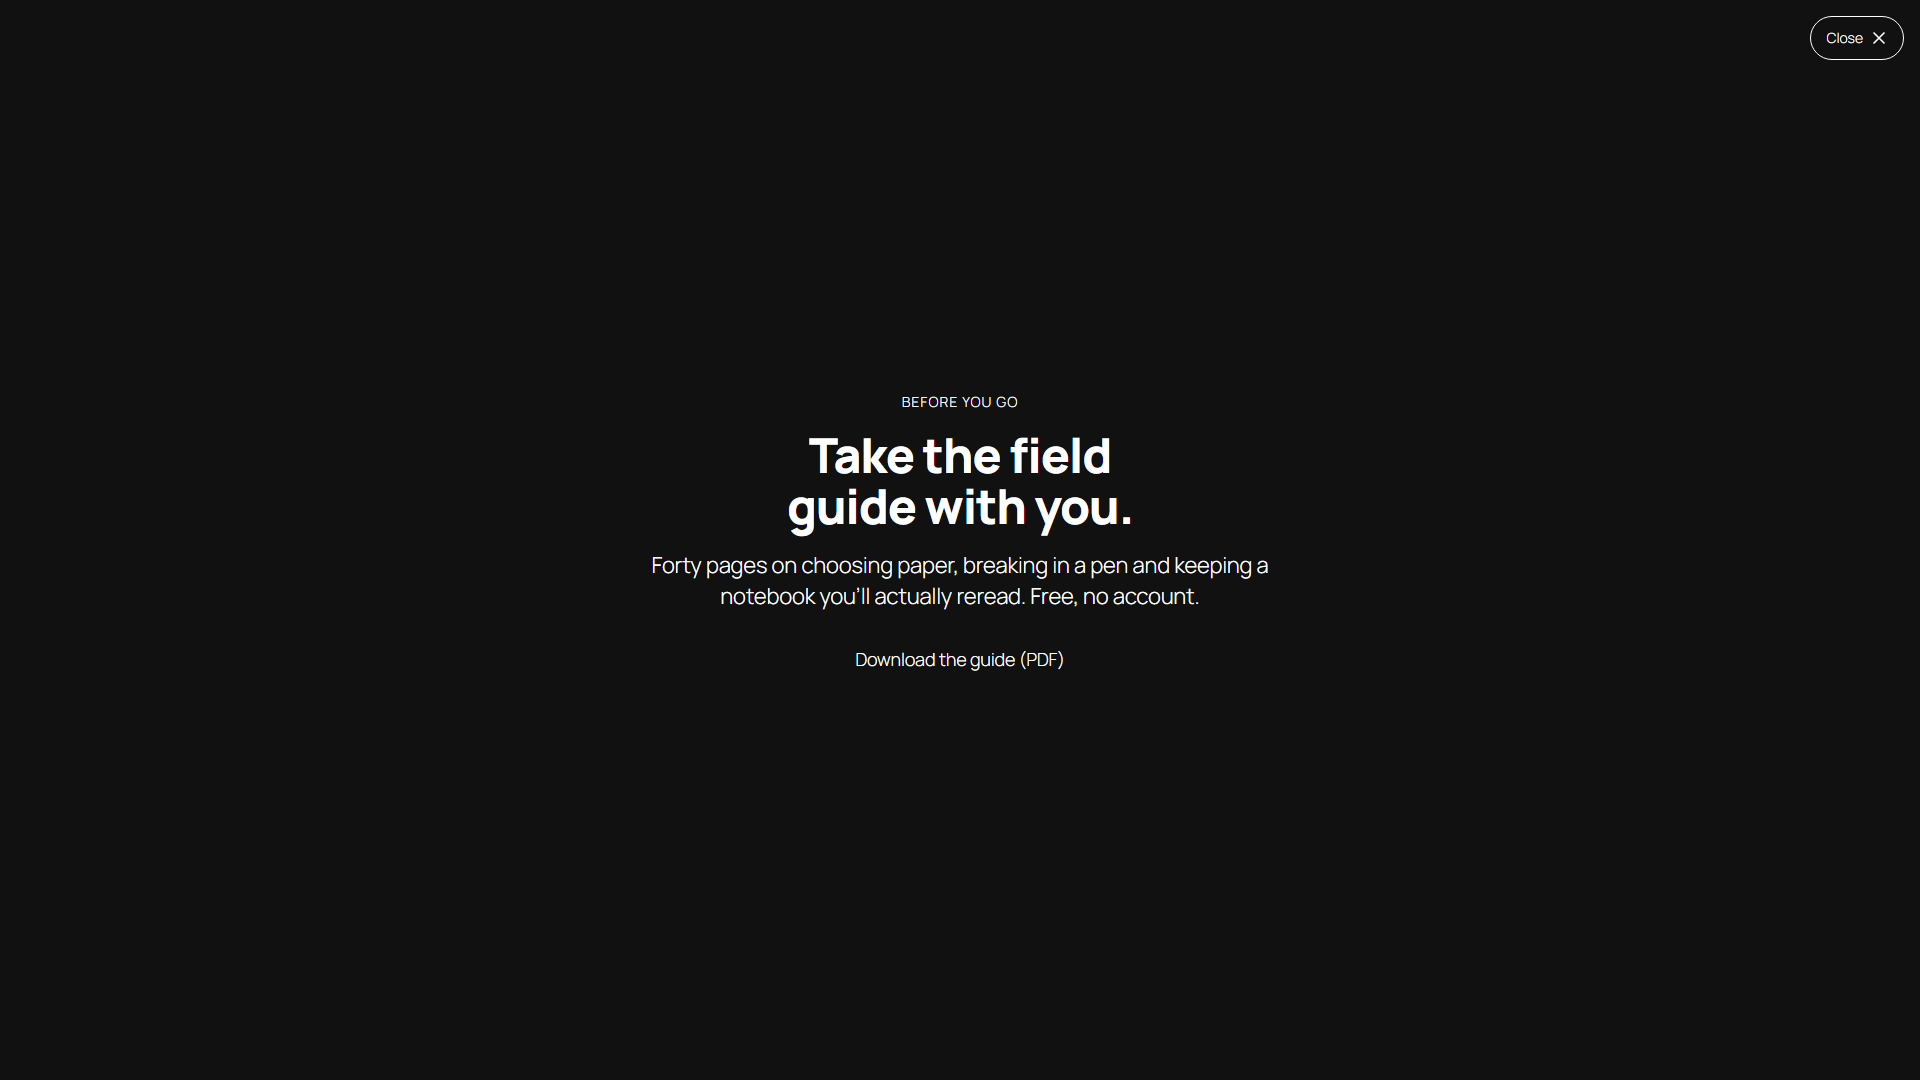 Close
BEFORE YOU GO
Take the field
guide with you.
Forty pages on choosing paper, breaking in a pen and keeping a
notebook you’ll actually reread. Free, no account.
Download the guide (PDF)